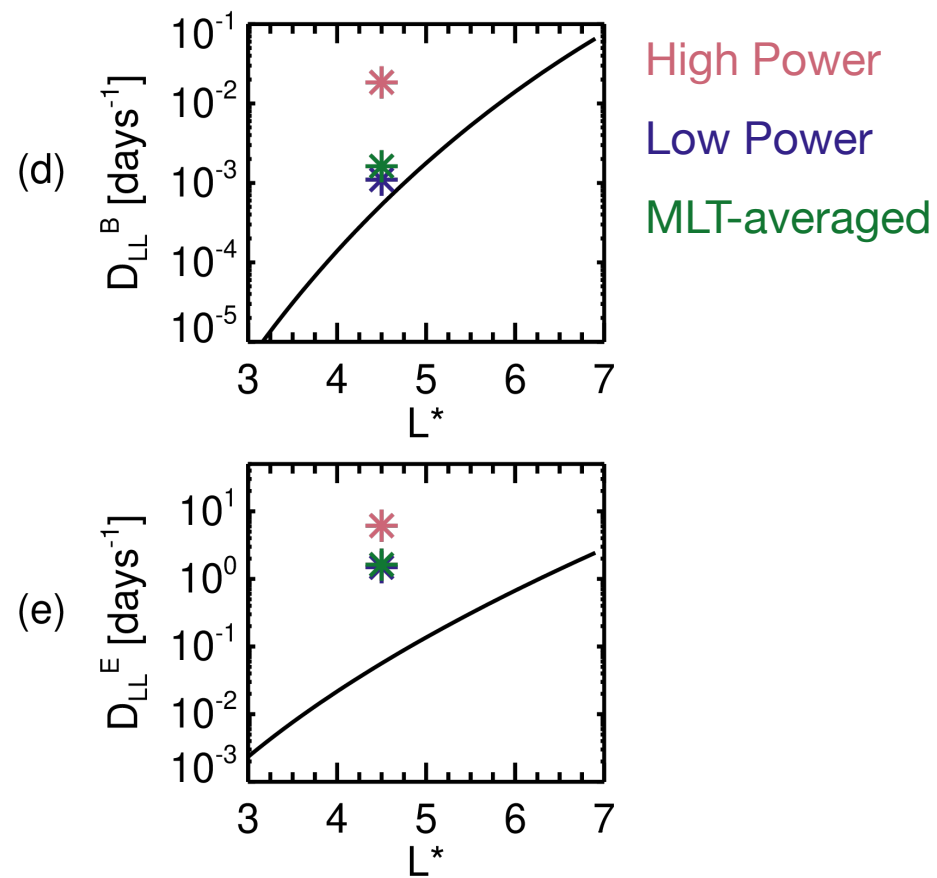 (d)
D_LL^B [days^-1]
10^-1
10^-2
10^-3
10^-4
10^-5
3 4 5 6 7
L*
High Power
Low Power
MLT-averaged
(e)
D_LL^E [days^-1]
10^1
10^0
10^-1
10^-2
10^-3
3 4 5 6 7
L*